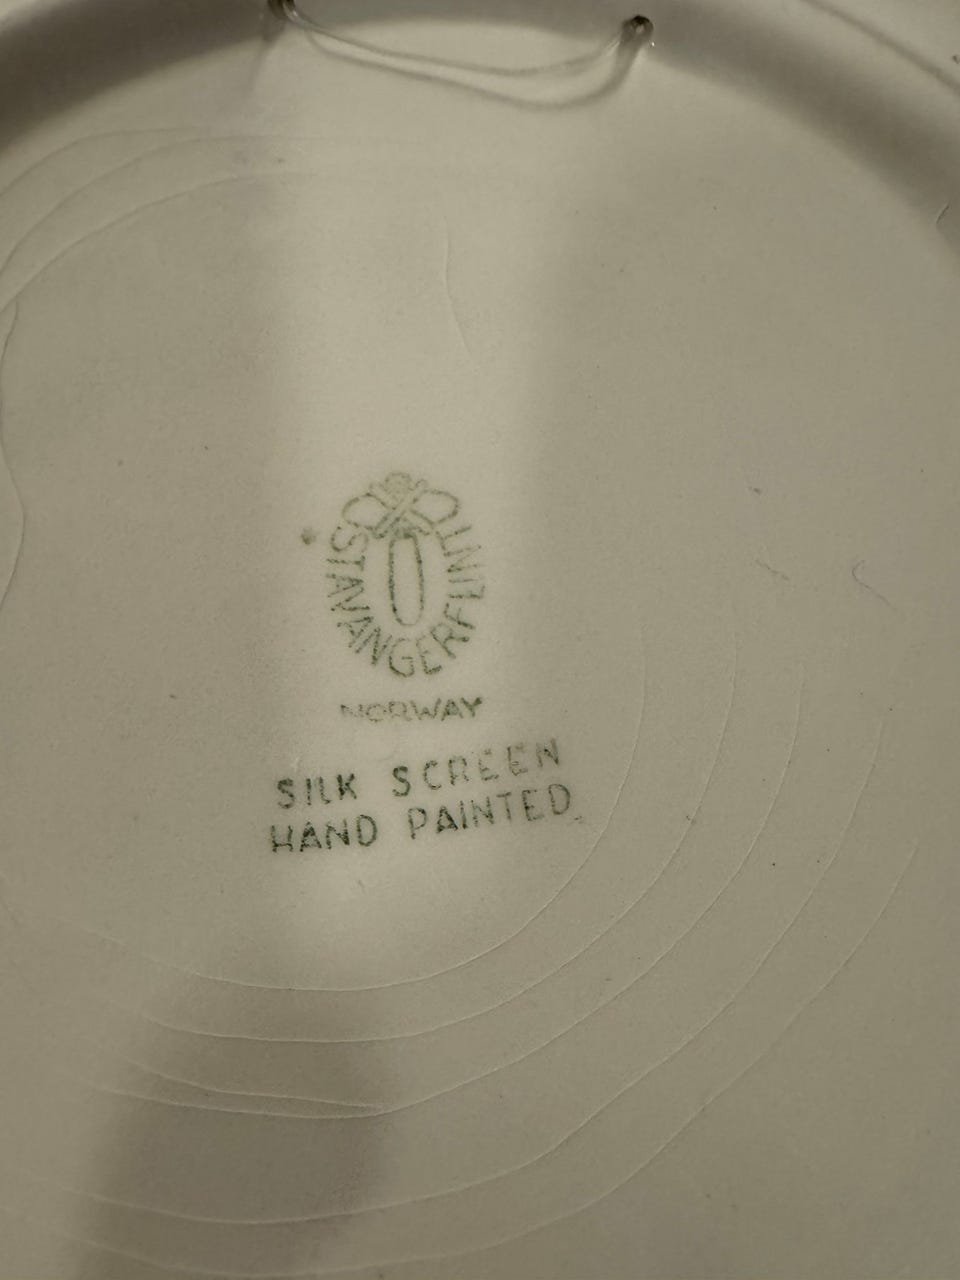 STAVANGERFLINT
NORWAY
SILK SCREEN
HAND PAINTED